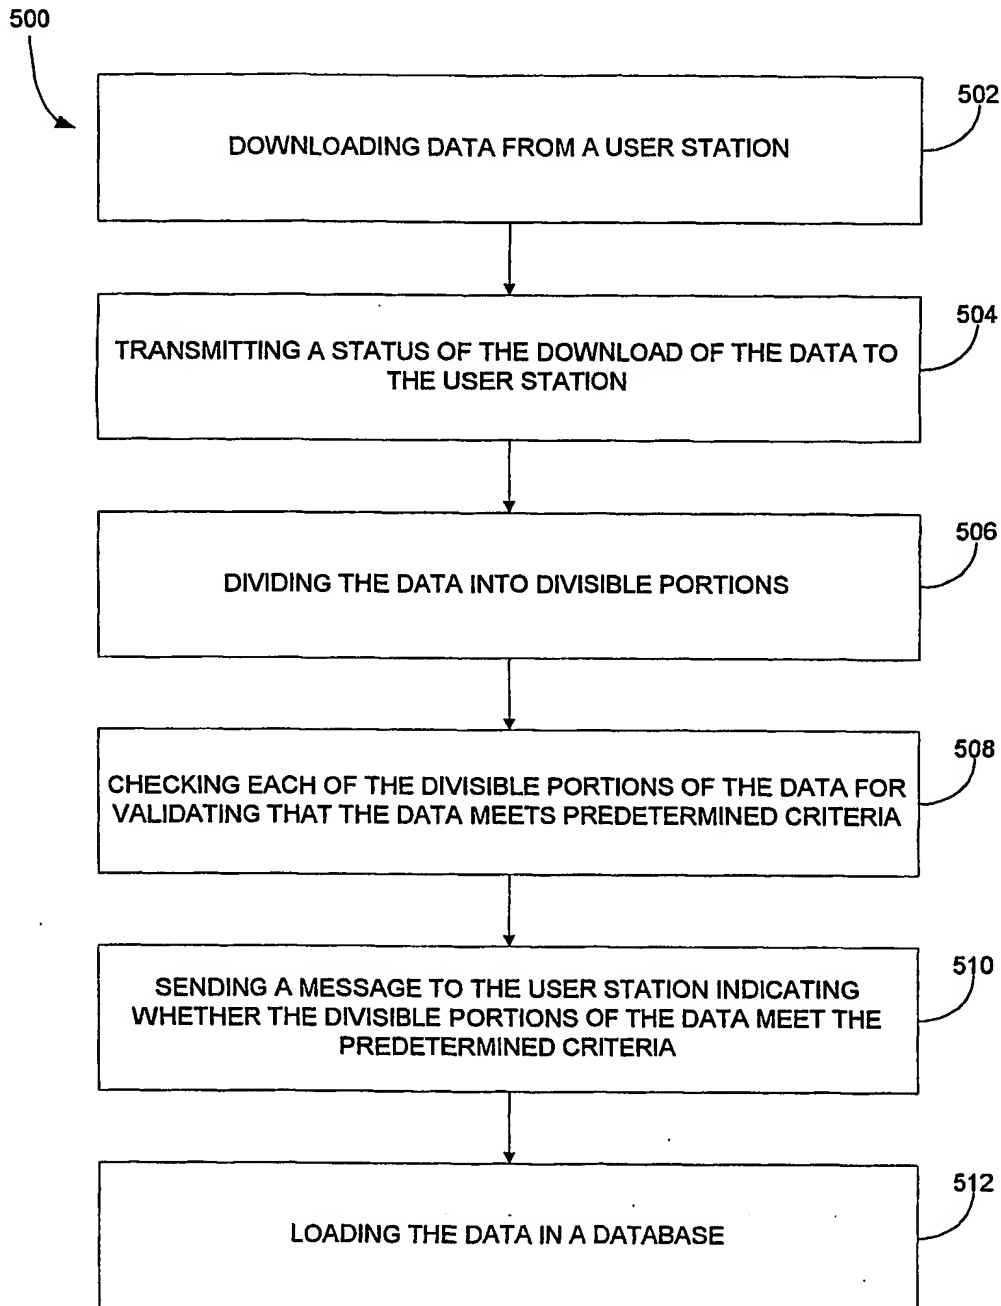 500
502
DOWNLOADING DATA FROM A USER STATION
504
TRANSMITTING A STATUS OF THE DOWNLOAD OF THE DATA TO
THE USER STATION
506
DIVIDING THE DATA INTO DIVISIBLE PORTIONS
508
CHECKING EACH OF THE DIVISIBLE PORTIONS OF THE DATA FOR
VALIDATING THAT THE DATA MEETS PREDETERMINED CRITERIA
510
SENDING A MESSAGE TO THE USER STATION INDICATING
WHETHER THE DIVISIBLE PORTIONS OF THE DATA MEET THE
PREDETERMINED CRITERIA
512
LOADING THE DATA IN A DATABASE